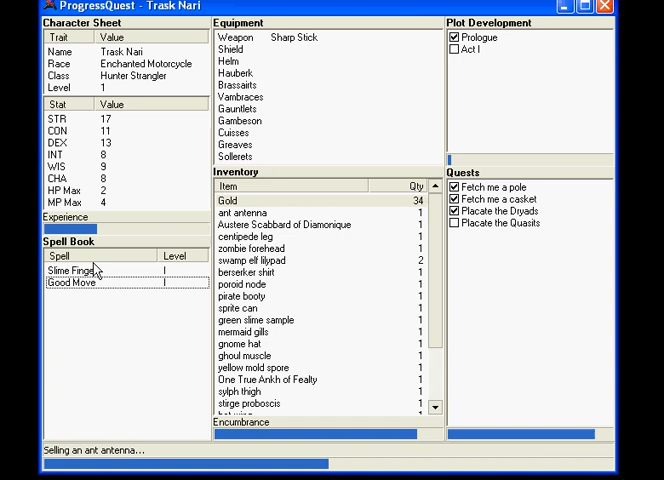 ProgressQuest - Trask Nari
Character Sheet
Trait Value
Name Trask Nari
Race Enchanted Motorcycle
Class Hunter Strangler
Level 1
Stat Value
STR 17
CON 11
DEX 13
INT 8
WIS 9
CHA 8
HP Max 2
MP Max 4
Experience
Spell Book
Spell Level
Slime Finge I
Good Move I
Equipment
Weapon Sharp Stick
Shield
Helm
Hauberk
Brassairts
Vambraces
Gauntlets
Gambeson
Cuisses
Greaves
Sollerets
Inventory
Item Qty
Gold 34
ant antenna 1
Austere Scabbard of Diamonique 1
centipede leg 1
zombie forehead 1
swamp elf lilypad 2
berserker shirt 1
poroid node 1
pirate booty 1
sprite can 1
green slime sample 1
mermaid gills 1
gnome hat 1
ghoul muscle 1
yellow mold spore 1
One True Ankh of Fealty 1
sylph thigh 1
stirge proboscis 1
Encumbrance
Plot Development
Prologue
Act I
Quests
Fetch me a pole
Fetch me a casket
Placate the Dryads
Placate the Quasits
Selling an ant antenna...